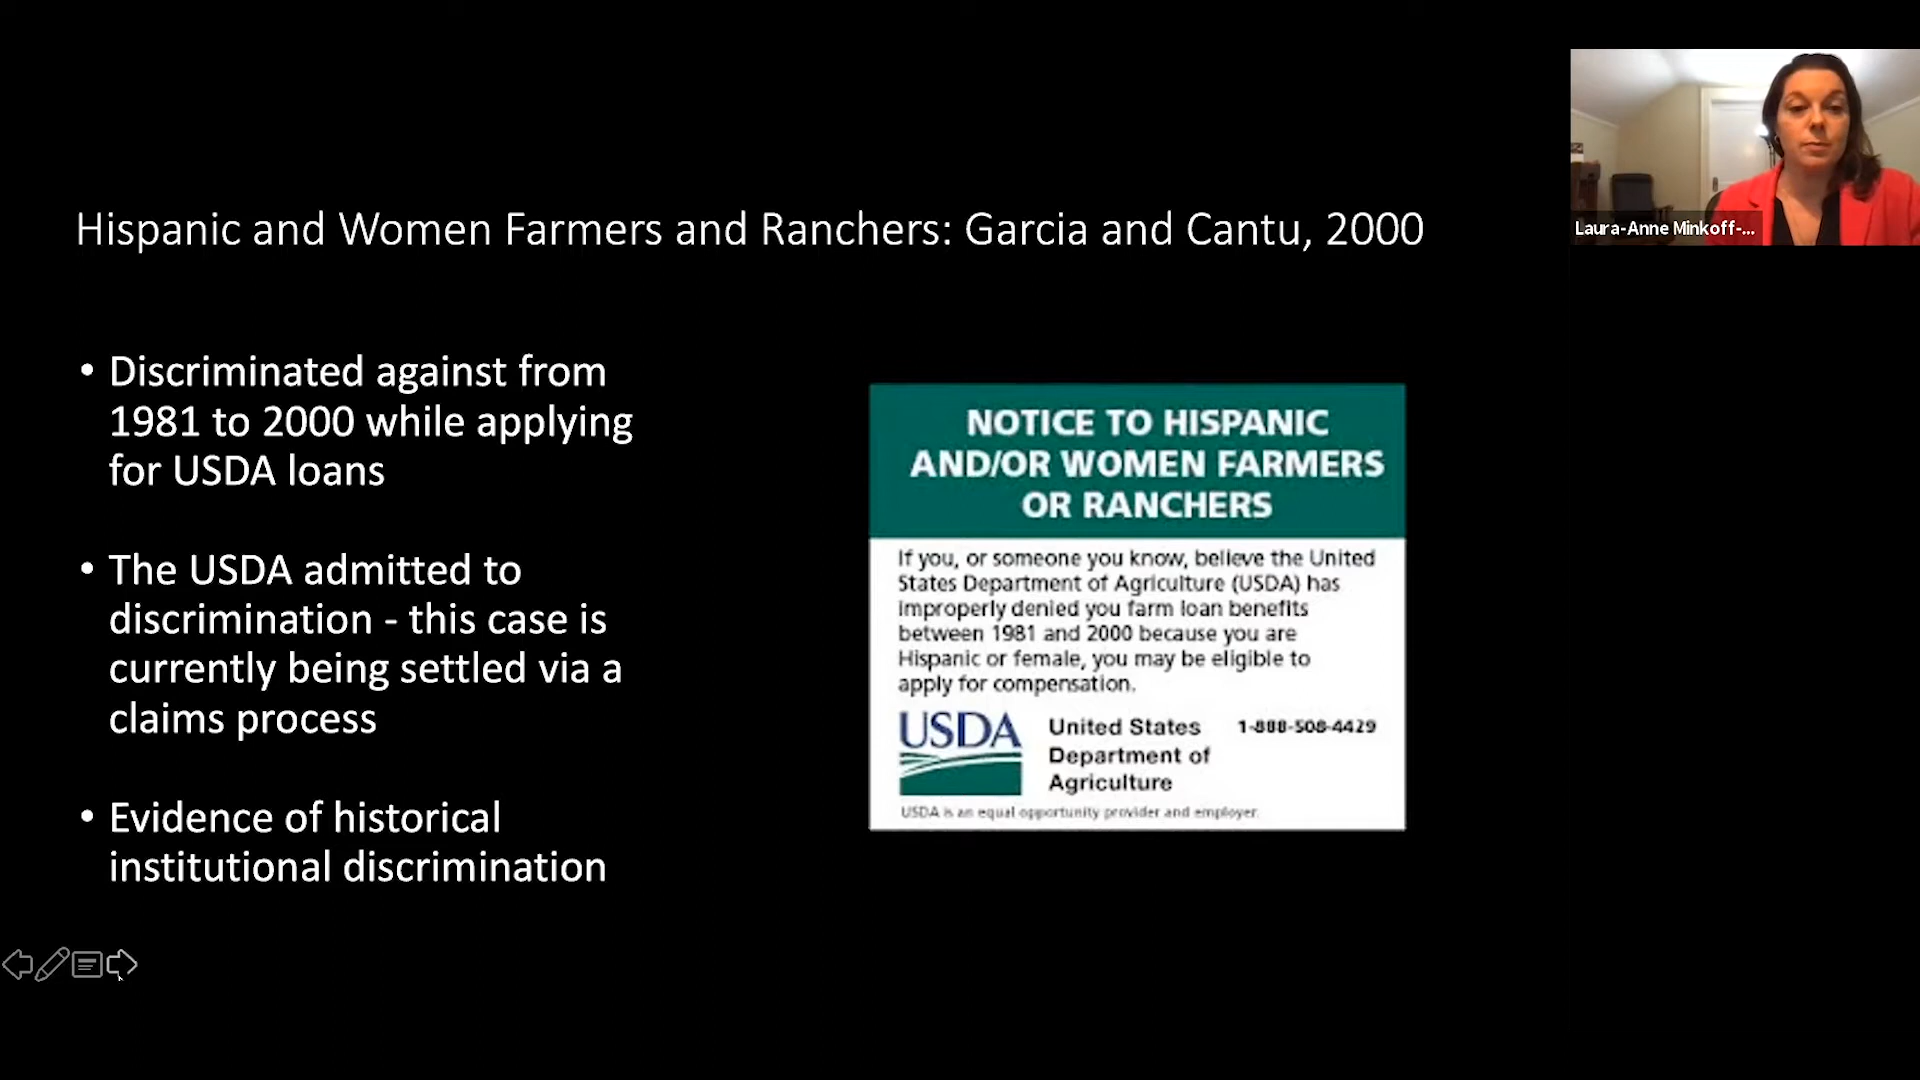 Hispanic and Women Farmers and Ranchers: Garcia and Cantu, 2000
• Discriminated against from
1981 to 2000 while applying
for USDA loans
• The USDA admitted to
discrimination - this case is
currently being settled via a
claims process
• Evidence of historical
institutional discrimination
NOTICE TO HISPANIC
AND/OR WOMEN FARMERS
OR RANCHERS
If you, or someone you know, believe the United
States Department of Agriculture (USDA) has
improperly denied you farm loan benefits
between 1981 and 2000 because you are
Hispanic or female, you may be eligible to
apply for compensation.
USDA
United States
Department of
Agriculture
1-888-508-4429
USDA is an equal opportunity provider and employer.
Laura-Anne Minkoff-...